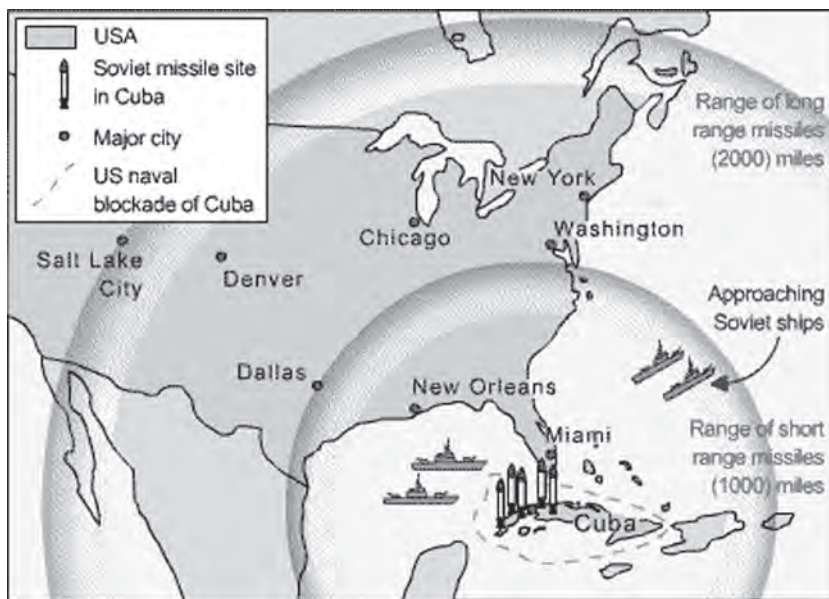 USA
Soviet missile site
in Cuba
Major city
US naval
blockade of Cuba
Range of long
range missiles
(2000) miles
New York
Chicago
Washington
Salt Lake
City
Denver
Approaching
Soviet ships
Dallas
New Orleans
Miami
Range of short
range missiles
(1000) miles
Cuba